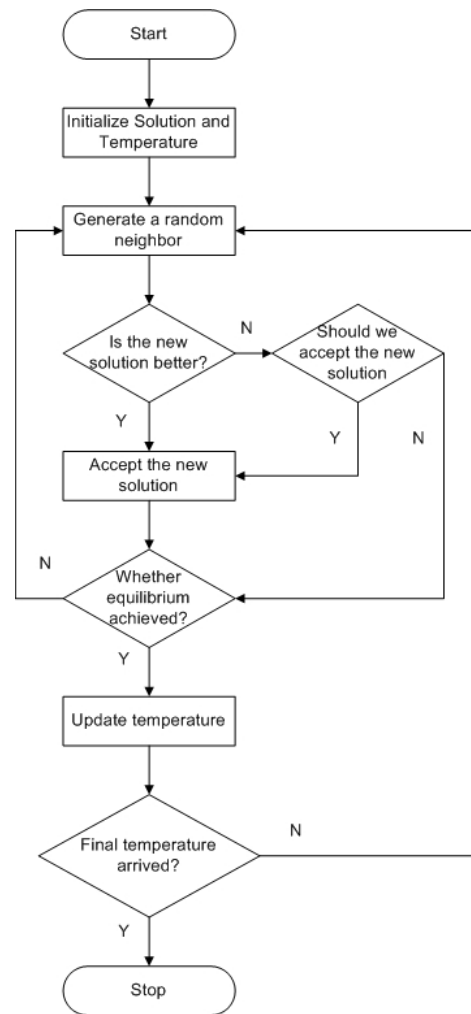 Start
Initialize Solution and
Temperature
Generate a random
neighbor
Is the new
solution better?
N
Should we
accept the new
solution
Y
Y
N
Accept the new
solution
N
Whether
equilibrium
achieved?
Y
Update temperature
Final temperature
arrived?
N
Y
Stop